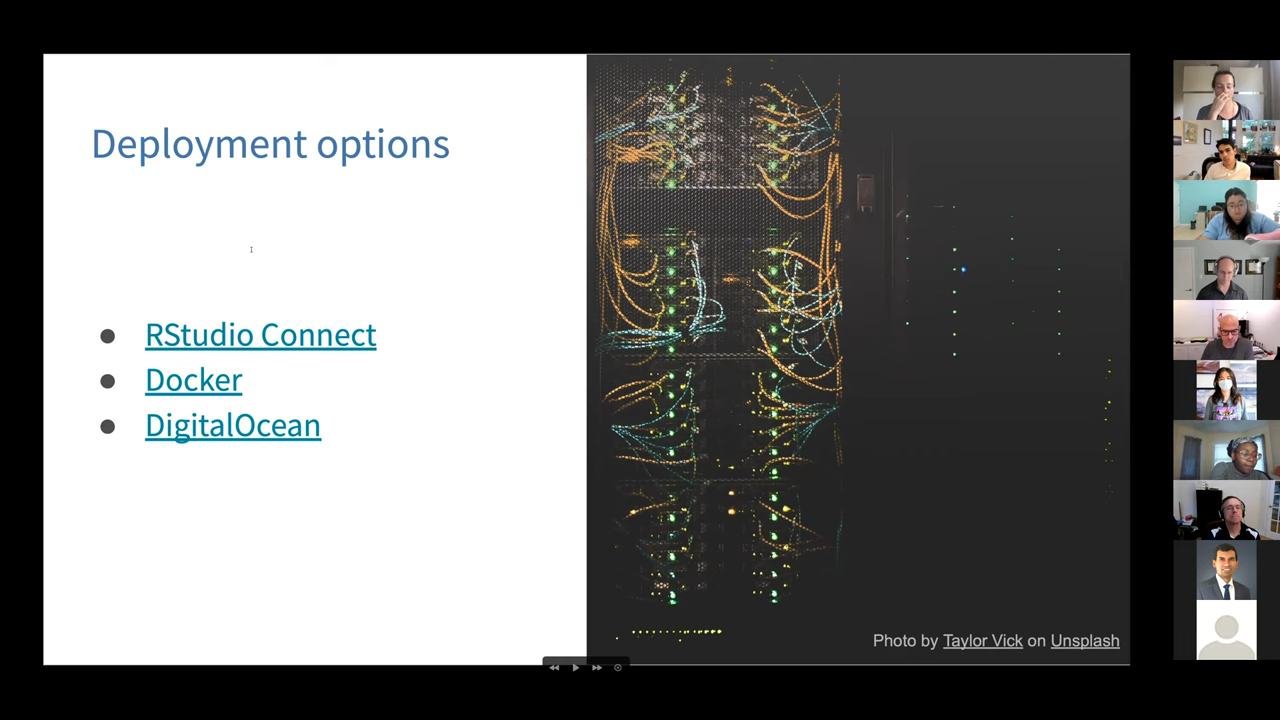 Deployment options
● RStudio Connect
● Docker
● DigitalOcean
Photo by Taylor Vick on Unsplash